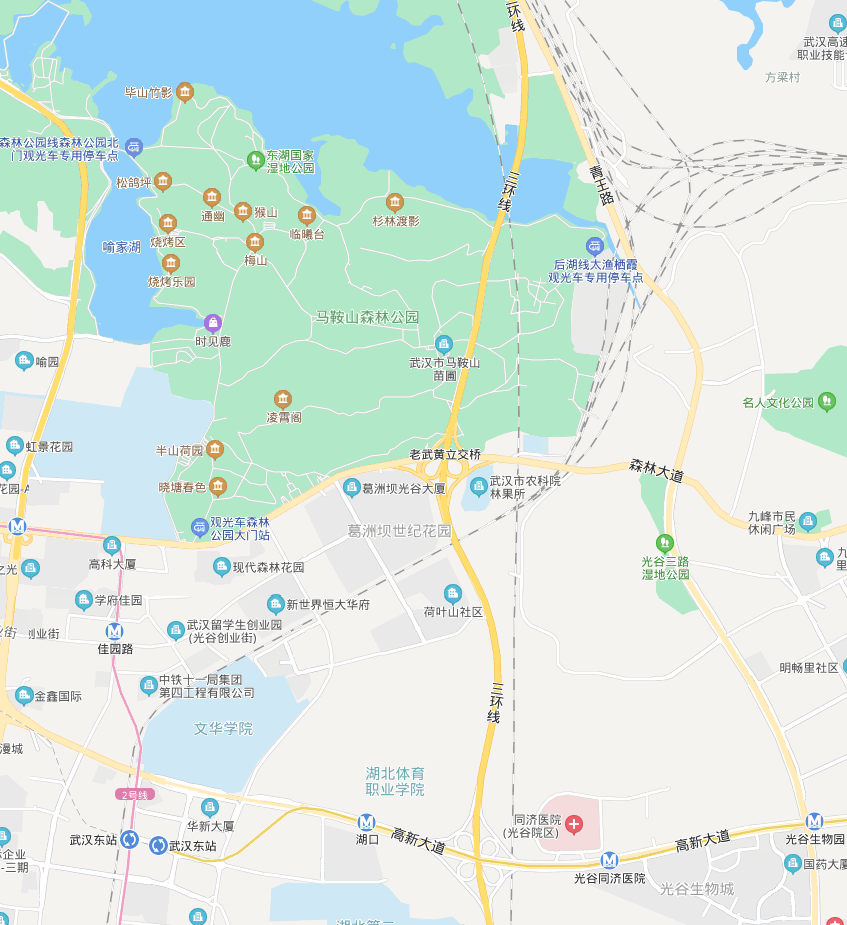 三环线
武汉高速
职业技能
方梁村
毕山竹影
森林公园线森林公园北
门观光车专用停车点
东湖国家
湿地公园
松鸽坪
通幽
猴山
临曦台
杉林渡影
三环线
青王路
烧烤区
梅山
喻家湖
后湖线太渔栖霞
观光车专用停车点
烧烤乐园
马鞍山森林公园
时见鹿
武汉市马鞍山
苗圃
喻园
凌霄阁
名人文化公园
半山荷园
老武黄立交桥
虹景花园
森林大道
花园-A
晓塘春色
葛洲坝光谷大厦
武汉市农科院
林果所
观光车森林
公园大门站
葛洲坝世纪花园
九峰市民
休闲广场
高科大厦
现代森林花园
光谷三路
湿地公园
九
里
之光
学府佳园
新世界恒大华府
荷叶山社区
武汉留学生创业园
(光谷创业街)
业街
创业街
佳园路
明畅里社区
中铁十一局集团
第四工程有限公司
金鑫国际
三环线
文华学院
漫城
湖北体育
职业学院
2号线
华新大厦
同济医院
(光谷院区)
武汉东站
武汉东站
湖口
高新大道
高新大道
光谷生物园
企业
-三期
光谷同济医院
国药大厦
光谷生物城
湖北第二